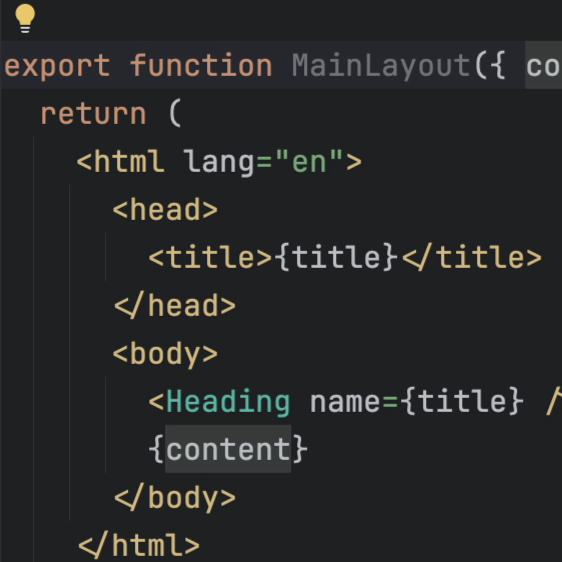 export function MainLayout({ co
return (
<html lang="en">
<head>
<title>{title}</title>
</head>
<body>
<Heading name={title} /
{content}
</body>
</html>